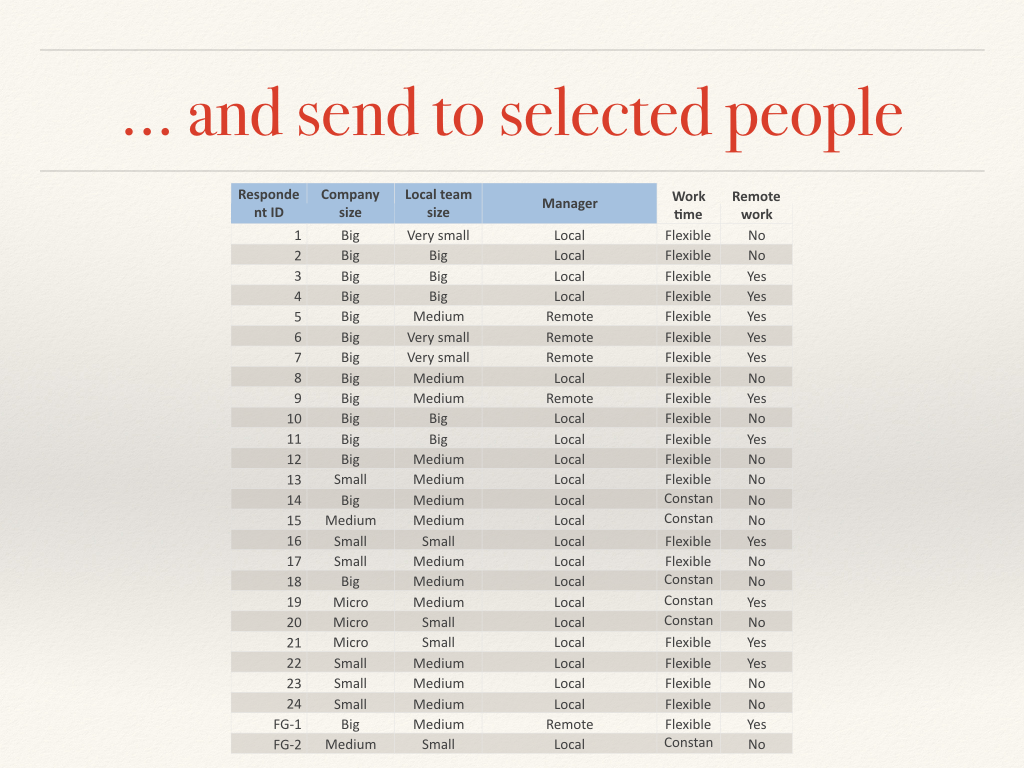 ... and send to selected people
Responde nt ID Company size Local team size Manager Work time Remote work
1 Big Very small Local Flexible No
2 Big Big Local Flexible No
3 Big Big Local Flexible Yes
4 Big Big Local Flexible Yes
5 Big Medium Remote Flexible Yes
6 Big Very small Remote Flexible Yes
7 Big Very small Remote Flexible Yes
8 Big Medium Local Flexible No
9 Big Medium Remote Flexible Yes
10 Big Big Local Flexible No
11 Big Big Local Flexible Yes
12 Big Medium Local Flexible No
13 Small Medium Local Flexible No
14 Big Medium Local Constan No
15 Medium Medium Local Constan No
16 Small Small Local Flexible Yes
17 Small Medium Local Flexible No
18 Big Medium Local Constan No
19 Micro Medium Local Constan Yes
20 Micro Small Local Constan No
21 Micro Small Local Flexible Yes
22 Small Medium Local Flexible Yes
23 Small Medium Local Flexible No
24 Small Medium Local Flexible No
FG-1 Big Medium Remote Flexible Yes
FG-2 Medium Small Local Constan No